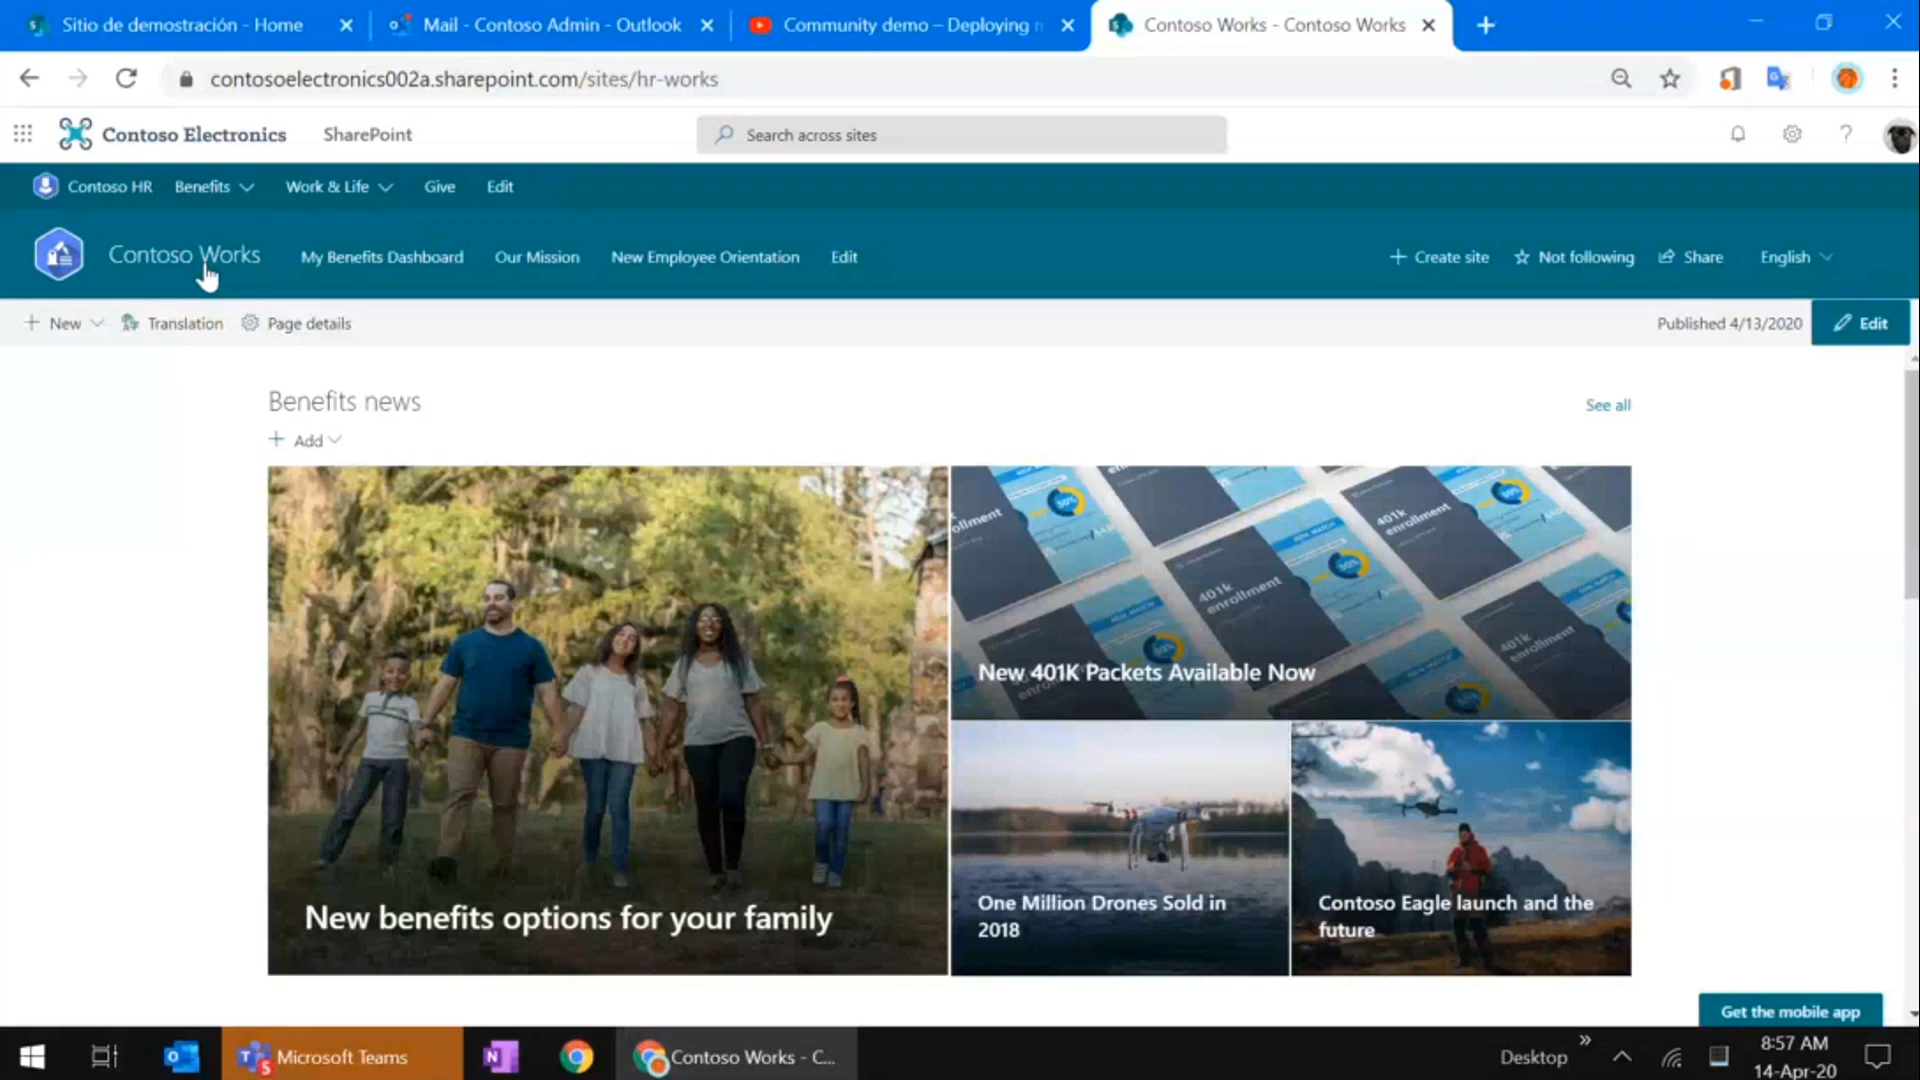 Sitio de demostración - Home
Mail - Contoso Admin - Outlook
Community demo – Deploying
Contoso Works - Contoso Works
contosoelectronics002a.sharepoint.com/sites/hr-works
Contoso Electronics
SharePoint
Search across sites
Contoso HR
Benefits
Work & Life
Give
Edit
Contoso Works
My Benefits Dashboard
Our Mission
New Employee Orientation
Edit
+ Create site
Not following
Share
English
+ New
Translation
Page details
Published 4/13/2020
Edit
Benefits news
See all
+ Add
401k
enrollment
401k
enrollment
New 401K Packets Available Now
New benefits options for your family
One Million Drones Sold in
2018
Contoso Eagle launch and the
future
Get the mobile app
Microsoft Teams
Contoso Works - C...
Desktop
8:57 AM
14-Apr-20